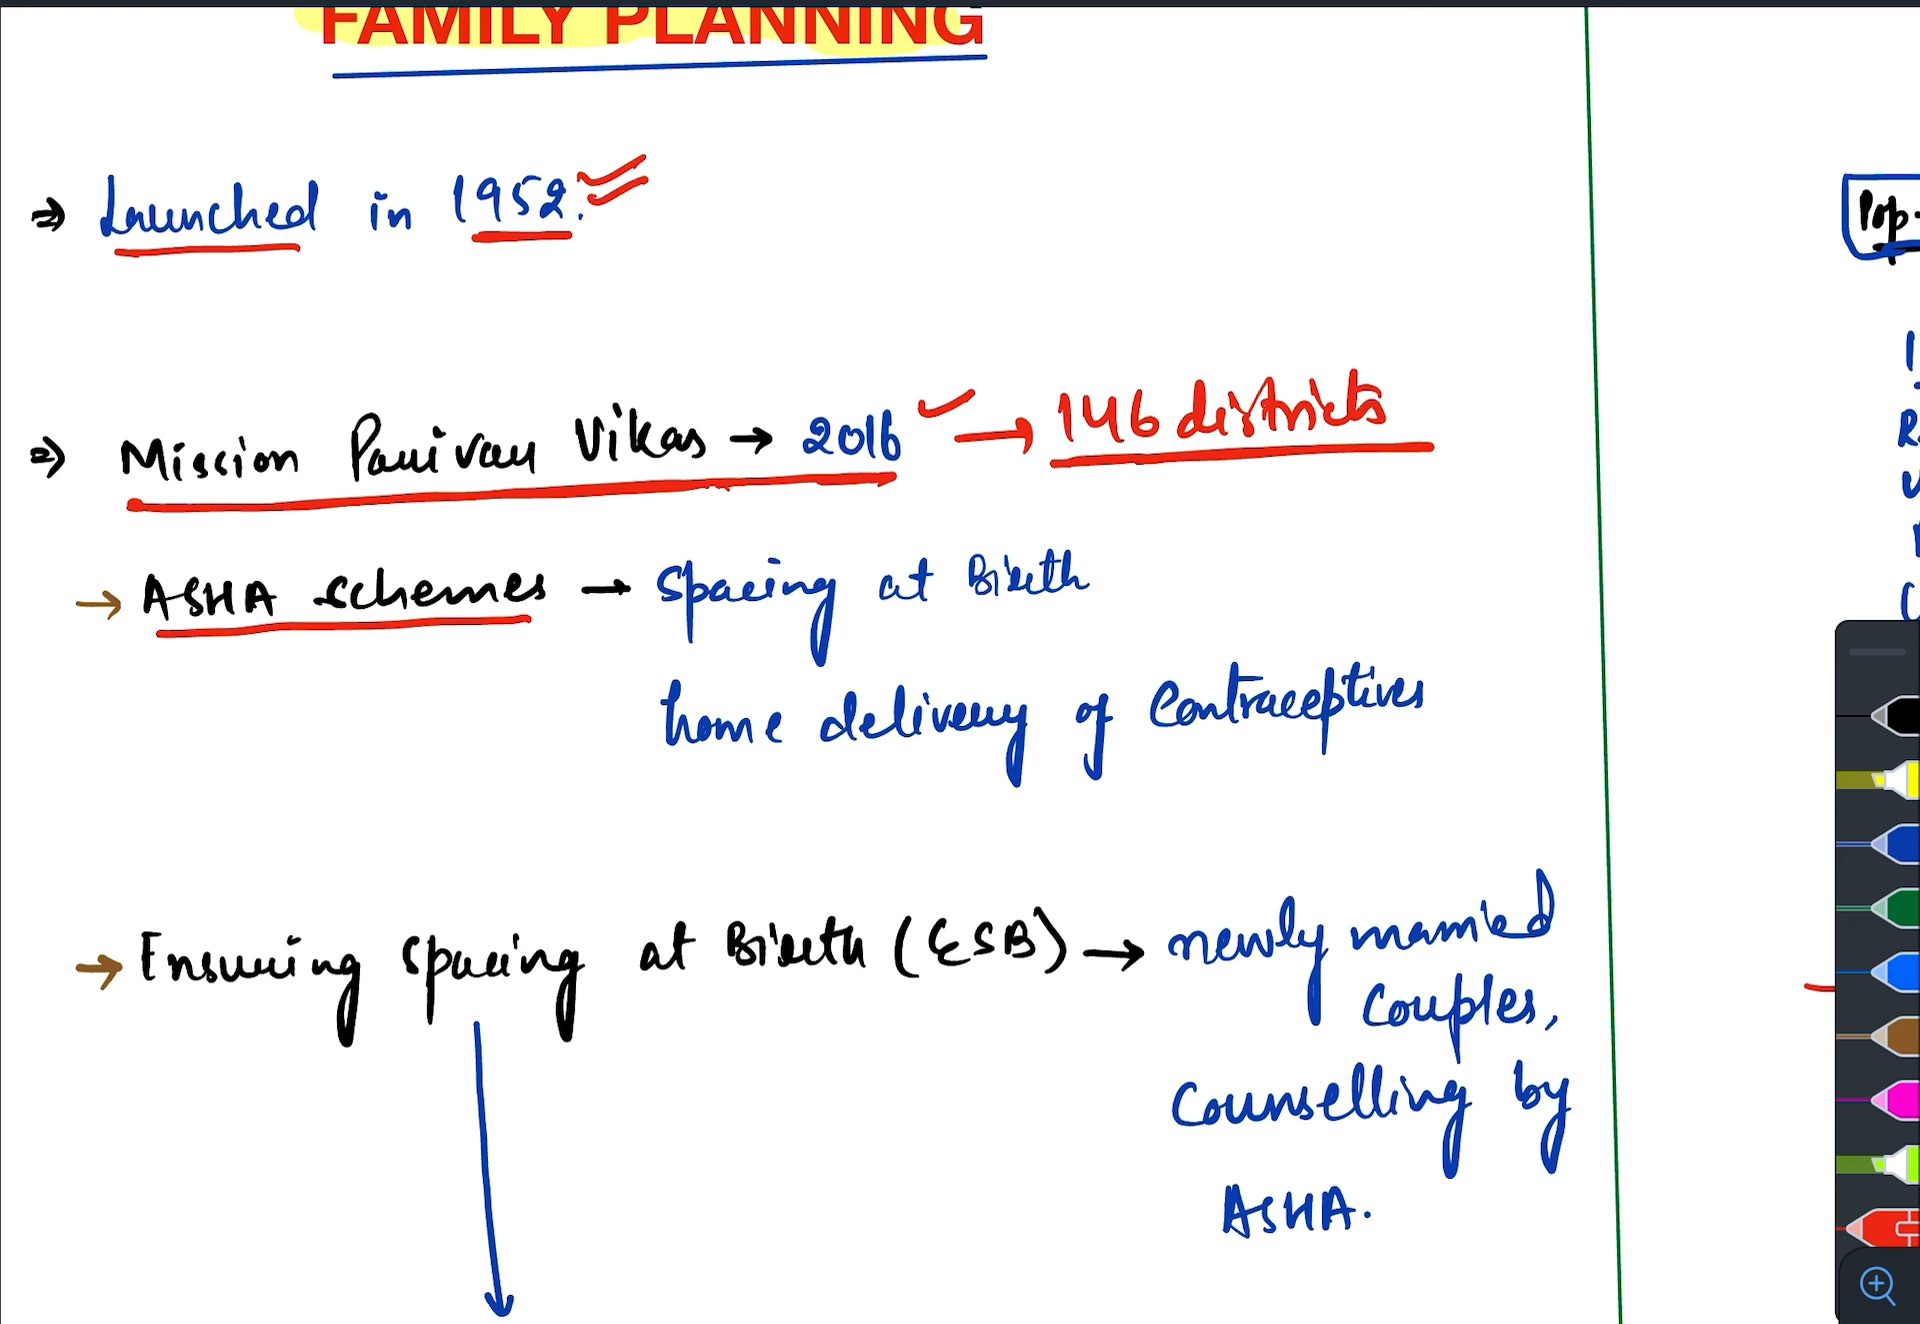 FAMILY PLANNING
⇒ Launched in 1952.
⇒ Mission Parivar Vikas → 2016 → 146 districts
→ ASHA schemes → Spacing at Birth
home delivery of Contraceptives
→ Ensuring spacing at Birth (ESB) → newly married
Couples,
Counselling by
ASHA.
Pop.